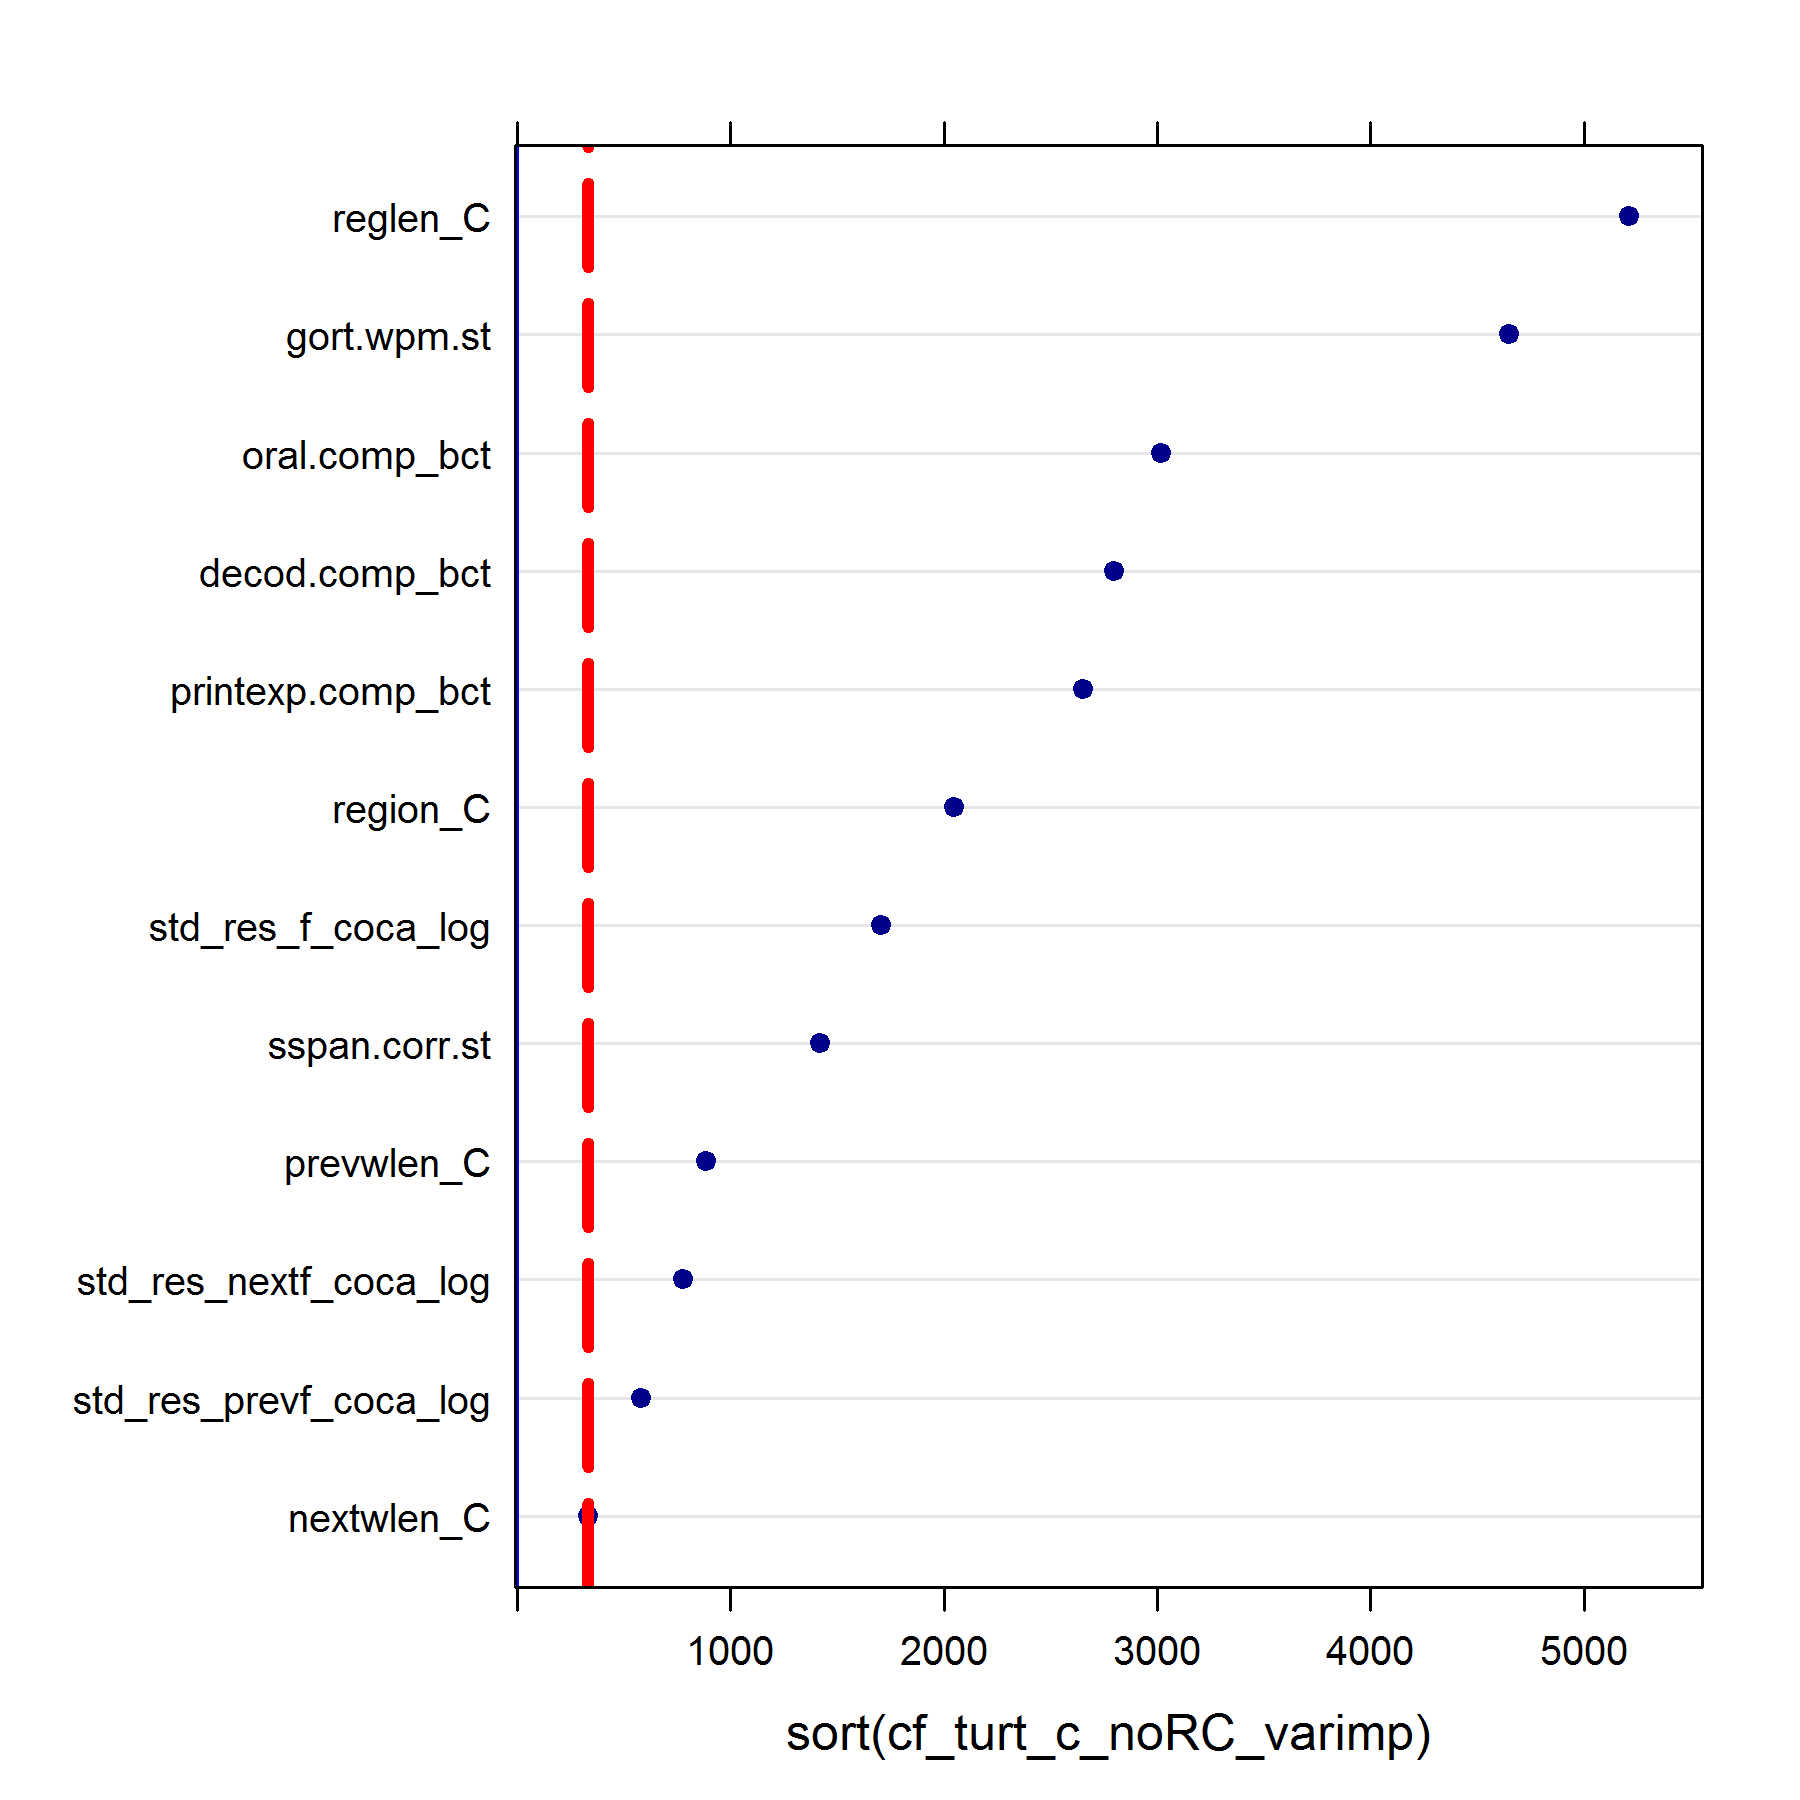 reglen_C
gort.wpm.st
oral.comp_bct
decod.comp_bct
printexp.comp_bct
region_C
std_res_f_coca_log
sspan.corr.st
prevwlen_C
std_res_nextf_coca_log
std_res_prevf_coca_log
nextwlen_C
1000 2000 3000 4000 5000
sort(cf_turt_c_noRC_varimp)